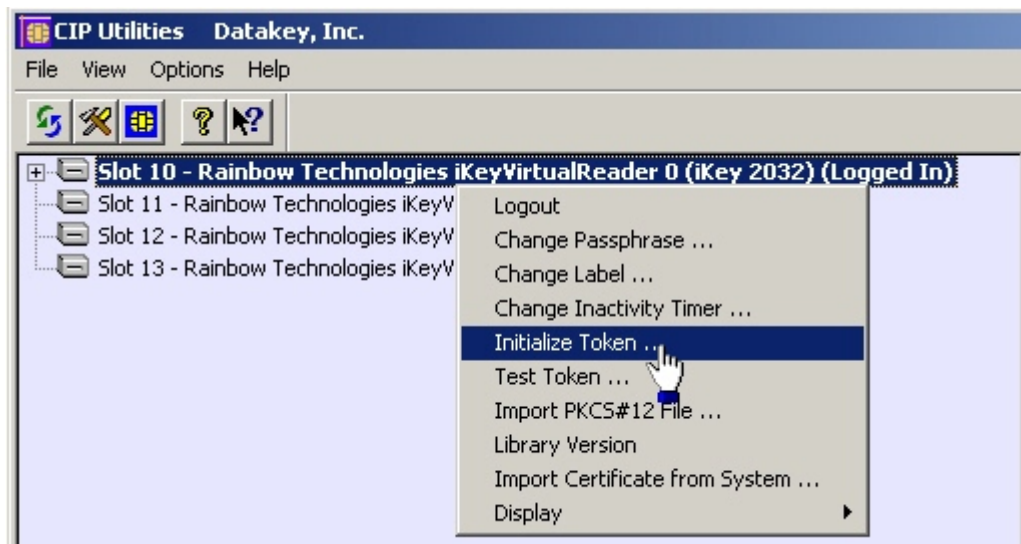 CIP Utilities Datakey, Inc.
File View Options Help
Slot 10 - Rainbow Technologies iKeyVirtualReader 0 (iKey 2032) (Logged In)
Slot 11 - Rainbow Technologies iKeyV
Slot 12 - Rainbow Technologies iKeyV
Slot 13 - Rainbow Technologies iKeyV
Logout
Change Passphrase ...
Change Label ...
Change Inactivity Timer ...
Initialize Token ...
Test Token ...
Import PKCS#12 File ...
Library Version
Import Certificate from System ...
Display